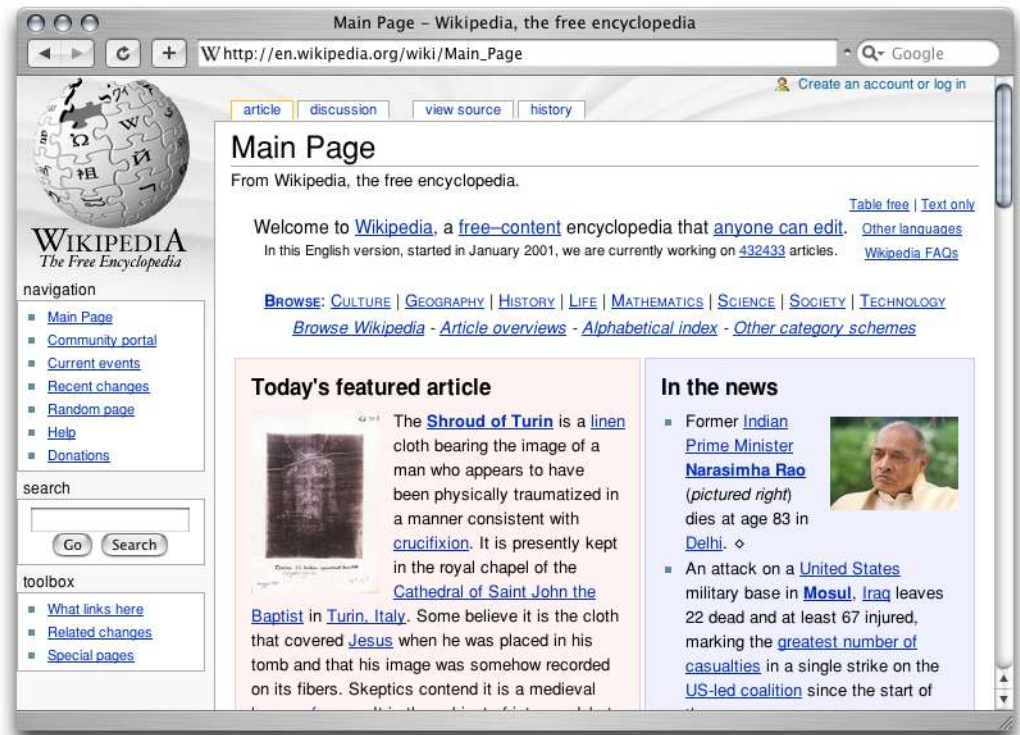 Main Page – Wikipedia, the free encyclopedia
W http://en.wikipedia.org/wiki/Main_Page
Google
Create an account or log in
article
discussion
view source
history
WIKIPEDIA
The Free Encyclopedia
navigation
Main Page
Community portal
Current events
Recent changes
Random page
Help
Donations
search
Go
Search
toolbox
What links here
Related changes
Special pages
Main Page
From Wikipedia, the free encyclopedia.
Table free | Text only
Other languages
Wikipedia FAQs
Welcome to Wikipedia, a free–content encyclopedia that anyone can edit.
In this English version, started in January 2001, we are currently working on 432433 articles.
BROWSE: CULTURE | GEOGRAPHY | HISTORY | LIFE | MATHEMATICS | SCIENCE | SOCIETY | TECHNOLOGY
Browse Wikipedia - Article overviews - Alphabetical index - Other category schemes
Today's featured article
The Shroud of Turin is a linen
cloth bearing the image of a
man who appears to have
been physically traumatized in
a manner consistent with
crucifixion. It is presently kept
in the royal chapel of the
Cathedral of Saint John the
Baptist in Turin, Italy. Some believe it is the cloth
that covered Jesus when he was placed in his
tomb and that his image was somehow recorded
on its fibers. Skeptics contend it is a medieval
In the news
Former Indian
Prime Minister
Narasimha Rao
(pictured right)
dies at age 83 in
Delhi. ⋄
An attack on a United States
military base in Mosul, Iraq leaves
22 dead and at least 67 injured,
marking the greatest number of
casualties in a single strike on the
US-led coalition since the start of